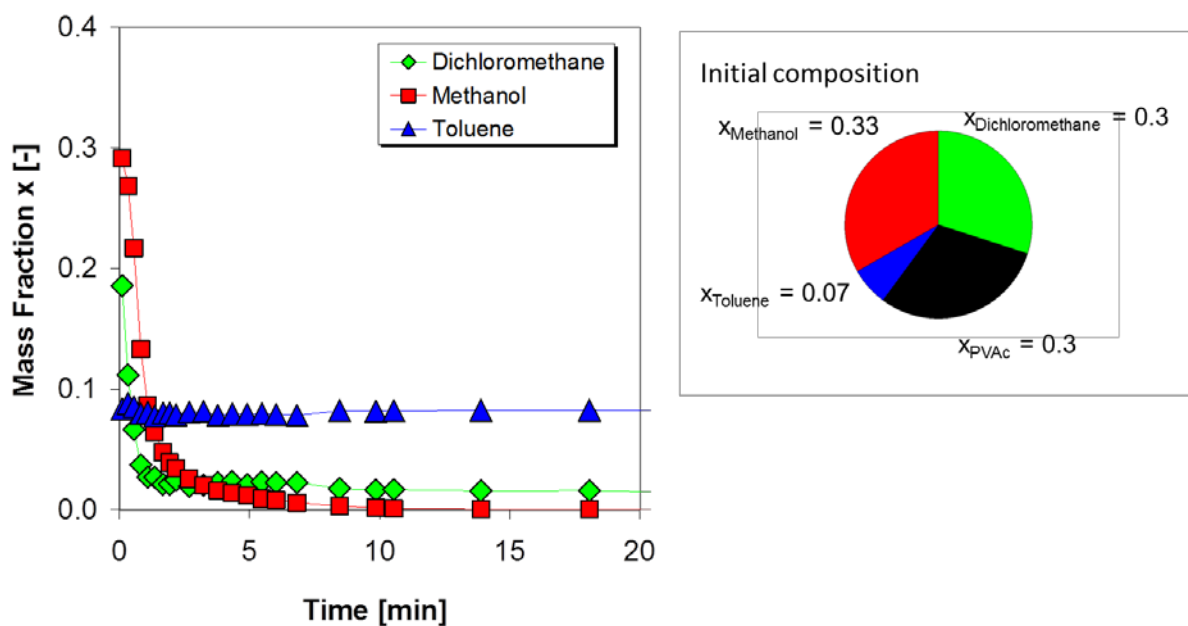 0.4
0.3
0.2
0.1
0.0
Mass Fraction x [-]
Dichloromethane
Methanol
Toluene
0 5 10 15 20
Time [min]
Initial composition
xMethanol = 0.33
xDichloromethane = 0.3
xToluene = 0.07
xPVAc = 0.3